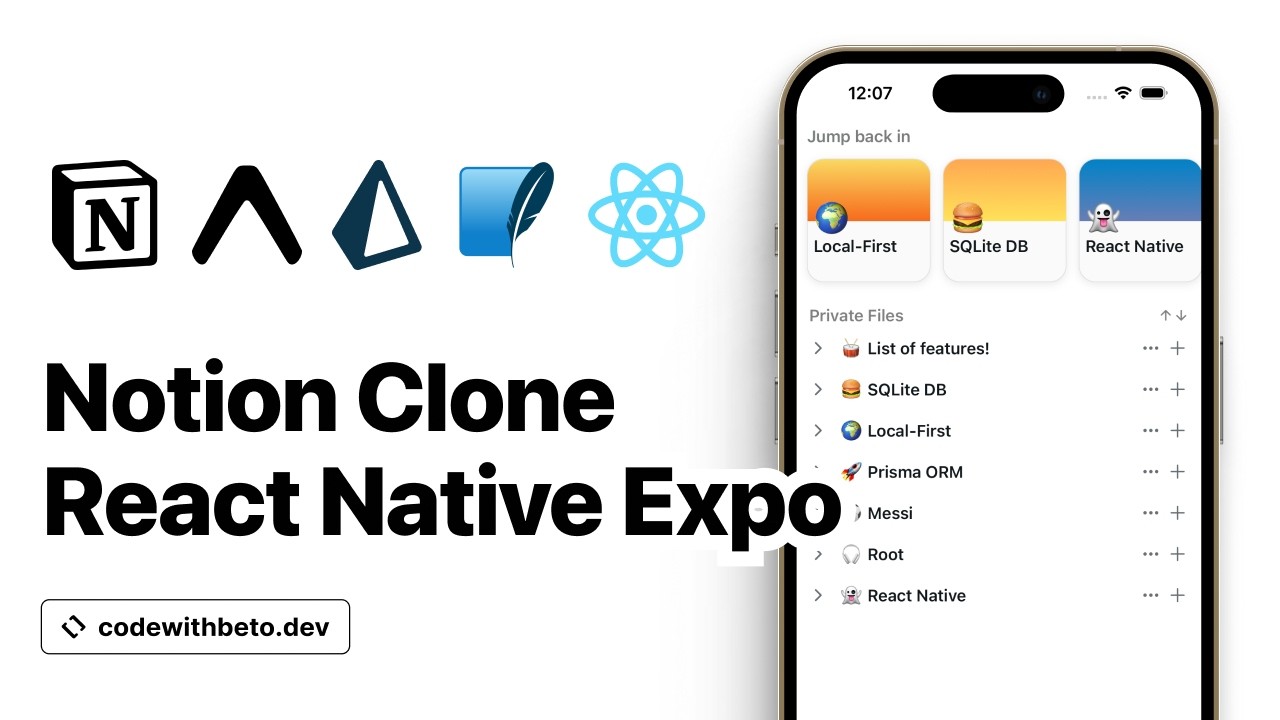 N
Notion Clone
React Native Expo
codewithbeto.dev
12:07
Jump back in
Local-First
SQLite DB
React Native
Private Files
List of features!
SQLite DB
Local-First
Prisma ORM
Messi
Root
React Native